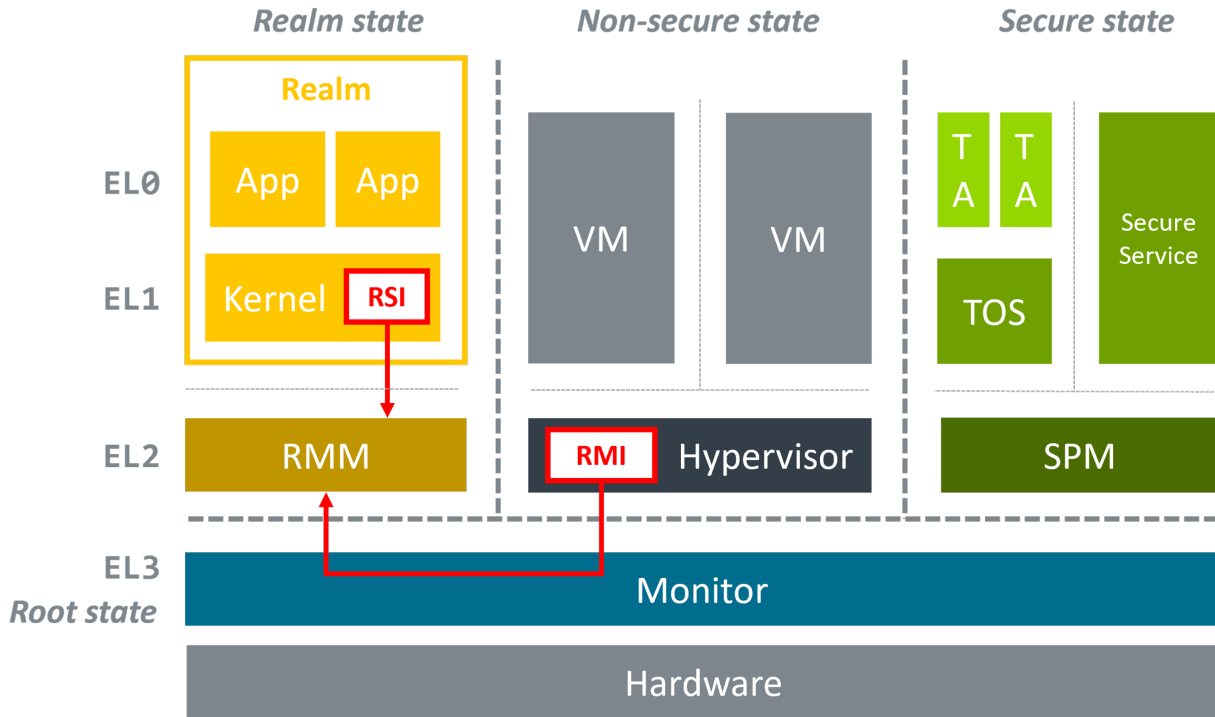 Realm state
Non-secure state
Secure state
Realm
EL0
App
App
VM
VM
T
A
T
A
Secure
Service
EL1
Kernel
RSI
TOS
EL2
RMM
RMI
Hypervisor
SPM
EL3
Root state
Monitor
Hardware